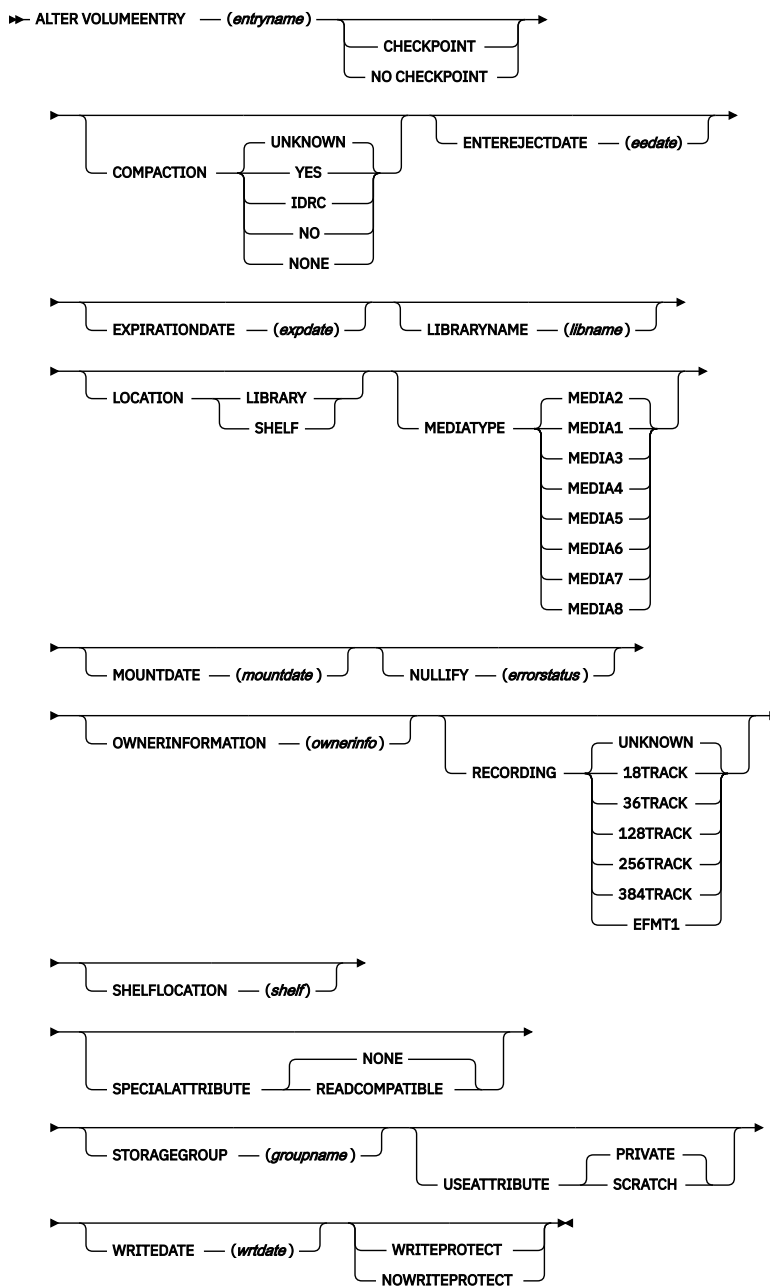 ALTER VOLUMEENTRY (entryname)
CHECKPOINT
NO CHECKPOINT
COMPACTION
UNKNOWN
YES
IDRC
NO
NONE
ENTEREJECTDATE (eedate)
EXPIRATIONDATE (expdate)
LIBRARYNAME (libname)
LOCATION
LIBRARY
SHELF
MEDIATYPE
MEDIA2
MEDIA1
MEDIA3
MEDIA4
MEDIA5
MEDIA6
MEDIA7
MEDIA8
MOUNTDATE (mountdate)
NULLIFY (errorstatus)
OWNERINFORMATION (ownerinfo)
RECORDING
UNKNOWN
18TRACK
36TRACK
128TRACK
256TRACK
384TRACK
EFMT1
SHELFLOCATION (shelf)
SPECIALATTRIBUTE
NONE
READCOMPATIBLE
STORAGEGROUP (groupname)
USEATTRIBUTE
PRIVATE
SCRATCH
WRITEDATE (wrtdate)
WRITEPROTECT
NOWRITEPROTECT